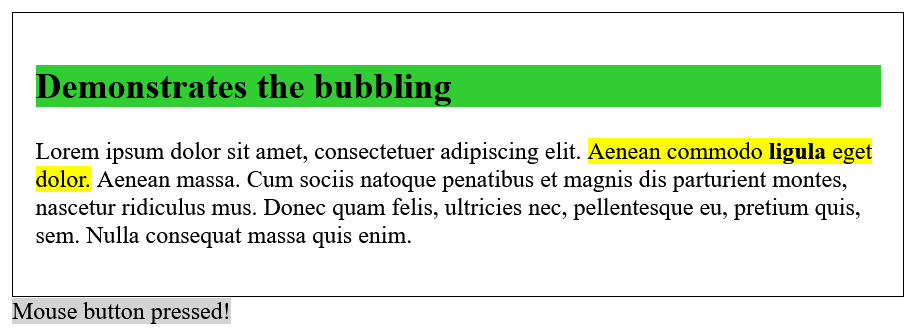 Demonstrates the bubbling
Lorem ipsum dolor sit amet, consectetuer adipiscing elit. Aenean commodo ligula eget
dolor. Aenean massa. Cum sociis natoque penatibus et magnis dis parturient montes,
nascetur ridiculus mus. Donec quam felis, ultricies nec, pellentesque eu, pretium quis,
sem. Nulla consequat massa quis enim.
Mouse button pressed!